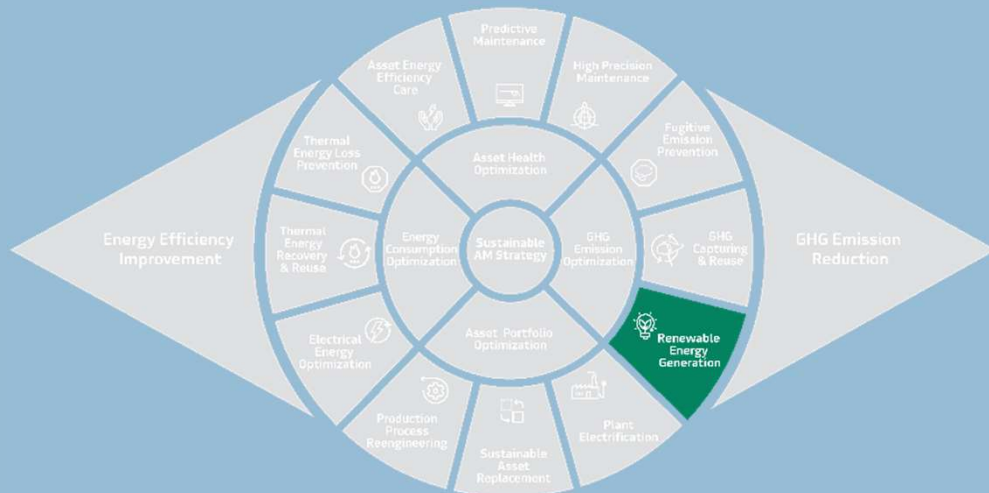 Predictive
Maintenance
Asset Energy
Efficiency
Care
High Precision
Maintenance
Thermal
Energy Loss
Prevention
Fugitive
Emission
Prevention
Asset Health
Optimization
Energy Efficiency
Improvement
Thermal
Energy
Recovery
& Reuse
Energy
Consumption
Optimization
Sustainable
AM Strategy
GHG
Emission
Optimization
GHG
Capturing
& Reuse
GHG Emission
Reduction
Electrical
Energy
Optimization
Asset Portfolio
Optimization
Renewable
Energy
Generation
Production
Process
Reengineering
Sustainable
Asset
Replacement
Plant
Electrification